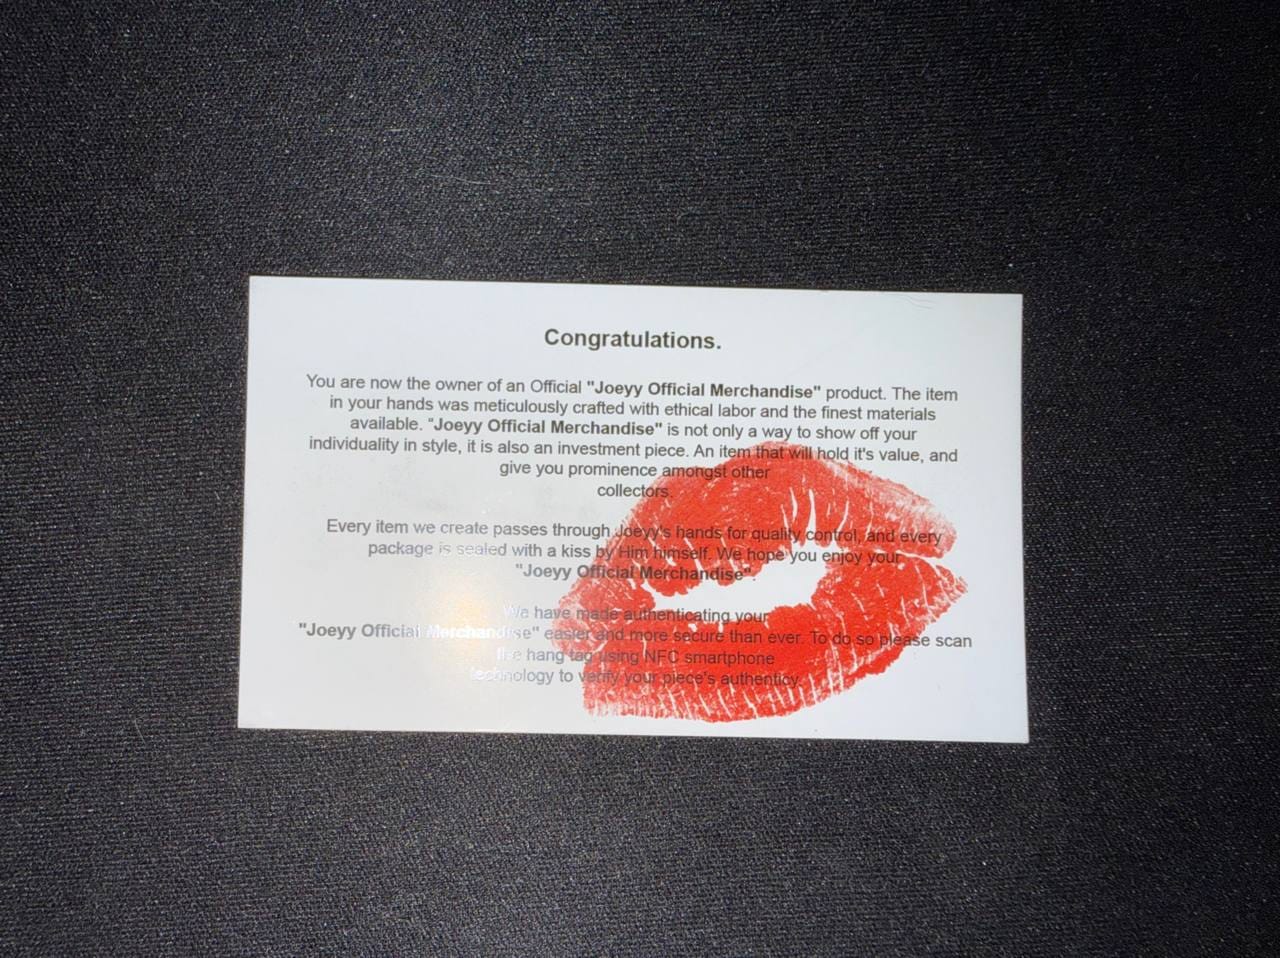 Congratulations.
You are now the owner of an Official "Joeyy Official Merchandise" product. The item
in your hands was meticulously crafted with ethical labor and the finest materials
available. "Joeyy Official Merchandise" is not only a way to show off your
individuality in style, it is also an investment piece. An item that will hold it's value, and
give you prominence amongst other
collectors.
Every item we create passes through Joeyy's hands for quality control, and every
package is sealed with a kiss by Him himself. We hope you enjoy your
"Joeyy Official Merchandise".
We have made authenticating your
"Joeyy Official Merchandise" easier and more secure than ever. To do so please scan
the hang tag using NFC smartphone
technology to verify your piece's authenticy.